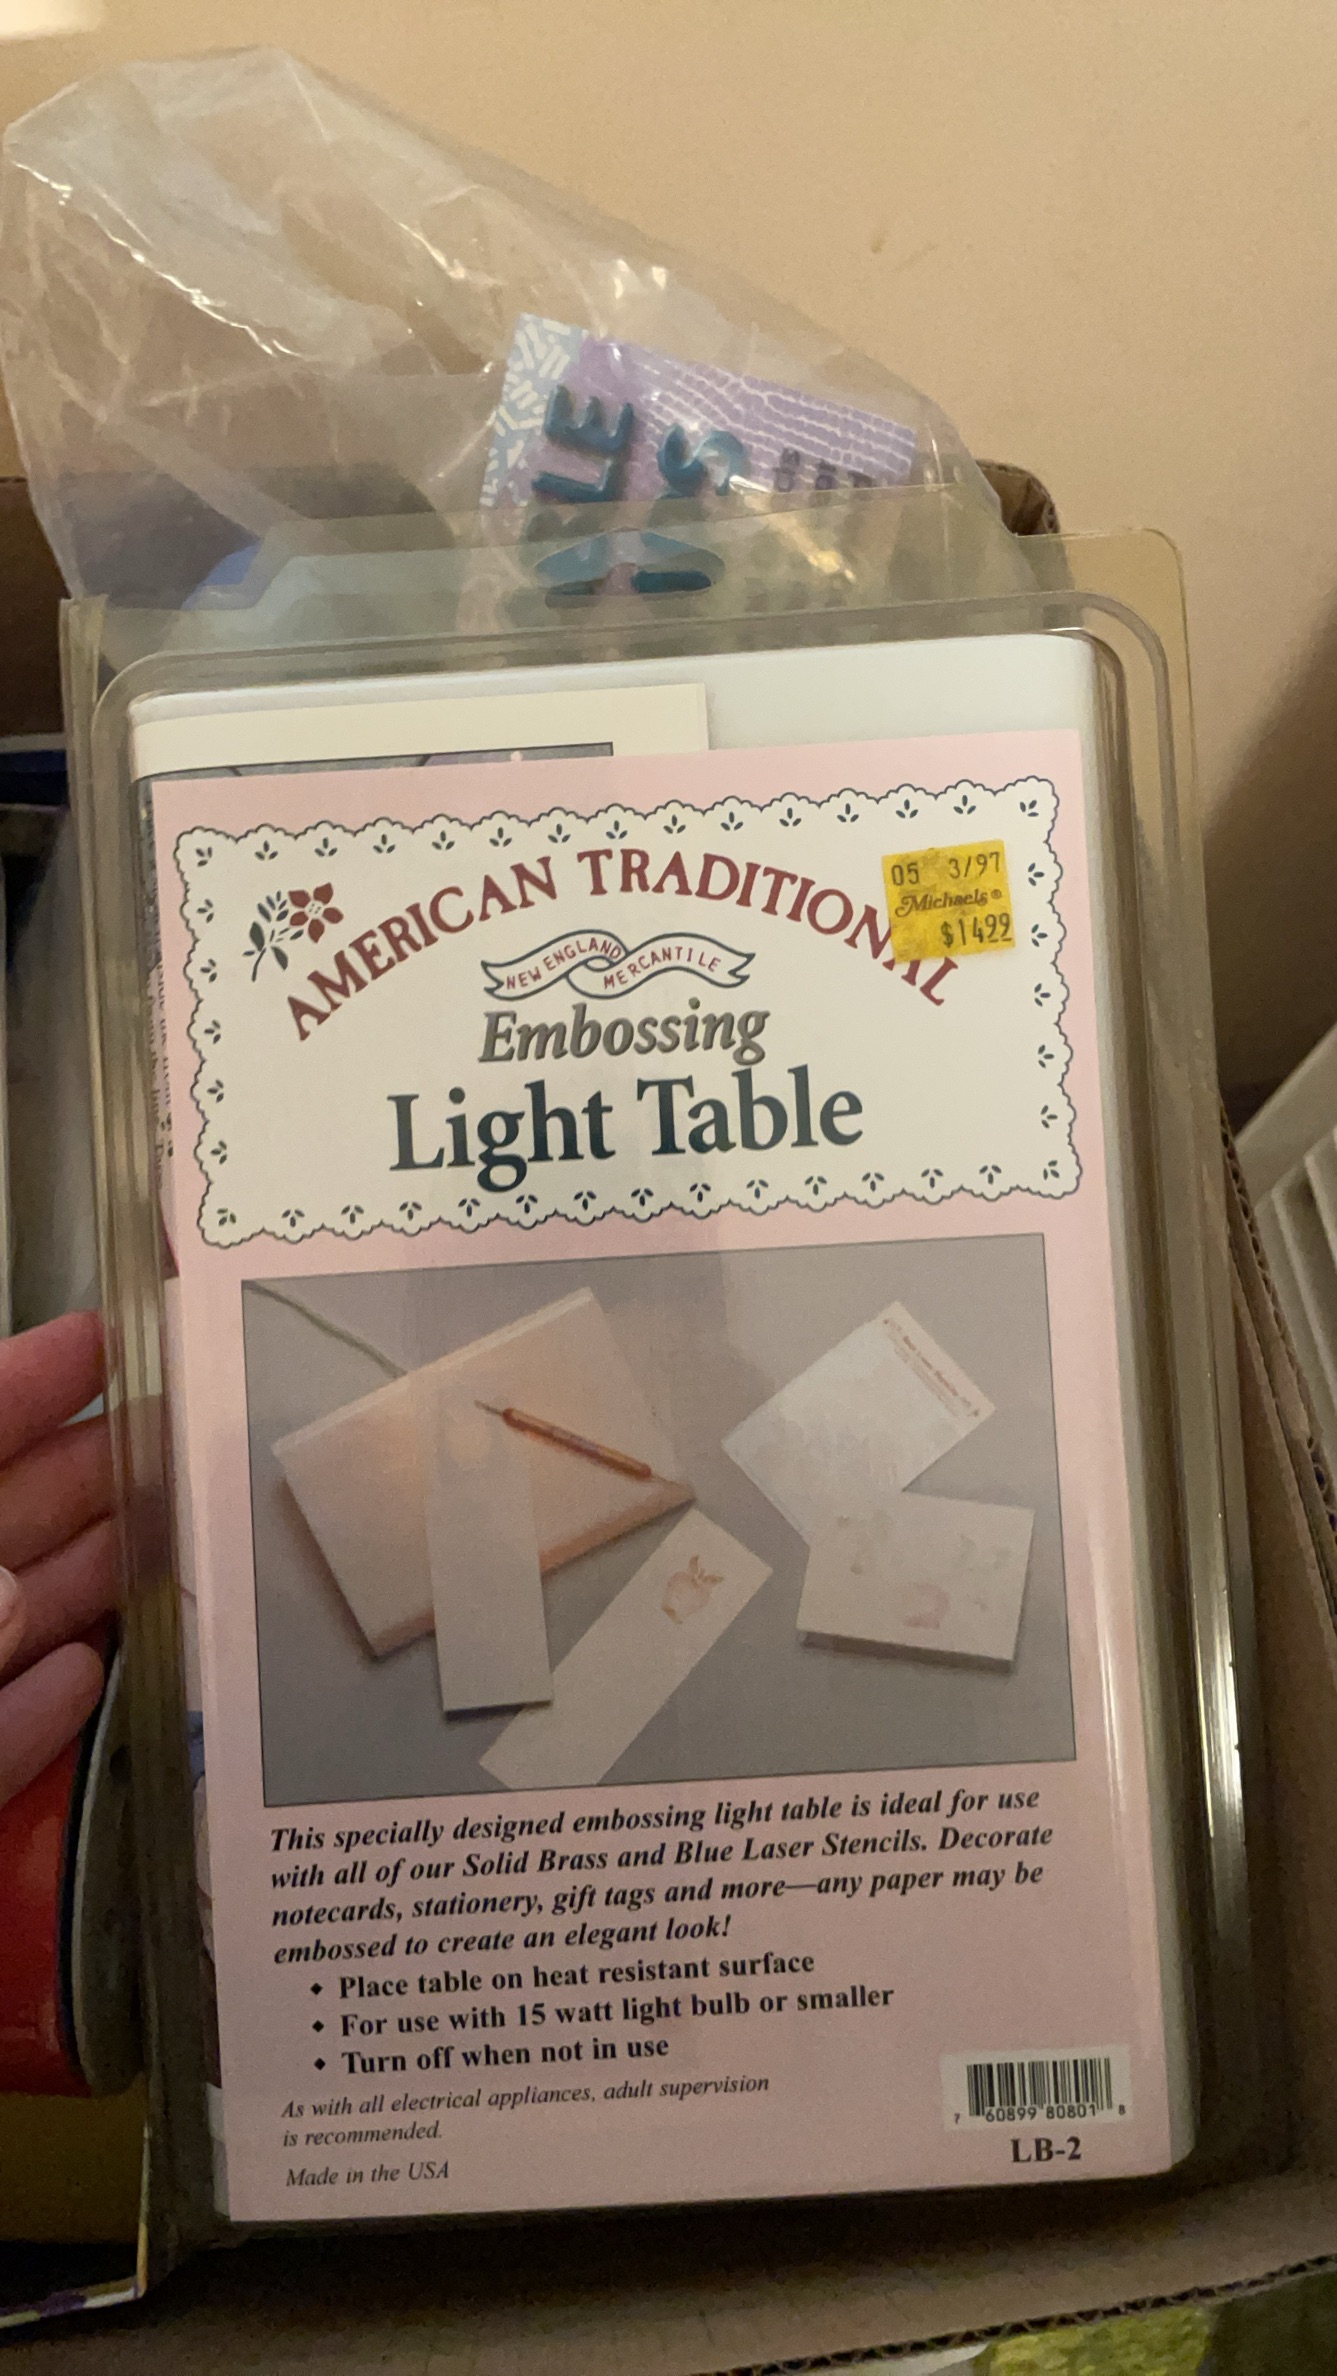 AMERICAN TRADITIONAL
05 3/97
Michaels®
$14.99
NEW ENGLAND MERCANTILE
Embossing
Light Table
This specially designed embossing light table is ideal for use
with all of our Solid Brass and Blue Laser Stencils. Decorate
notecards, stationery, gift tags and more—any paper may be
embossed to create an elegant look!
◆ Place table on heat resistant surface
◆ For use with 15 watt light bulb or smaller
◆ Turn off when not in use
As with all electrical appliances, adult supervision
is recommended.
Made in the USA
7 60899 80801 8
LB-2